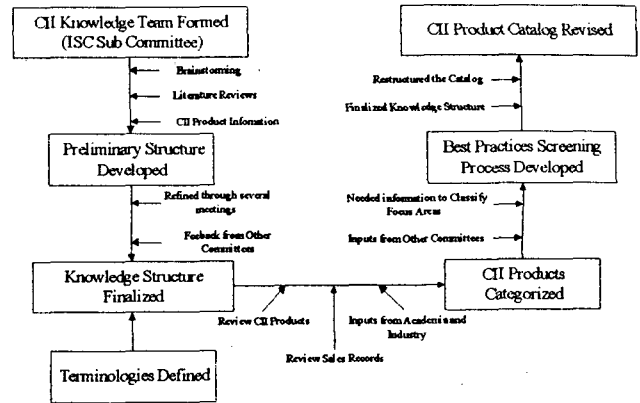 CII Knowledge Team Formed
(ISC Sub Committee)
Brainstorming
Literature Reviews
CII Product Infomation
Preliminary Structure
Developed
Refined through several
meetings
Feeback from Other
Committees
Knowledge Structure
Finalized
Terminologies Defined
Review CII Products
Review Sales Records
Inputs from Academia and
Industry
CII Products
Categorized
Inputs from Other Committees
Needed information to Classify
Focus Areas
Best Practices Screening
Process Developed
Finalized Knowledge Structure
Restructured the Catalog
CII Product Catalog Revised